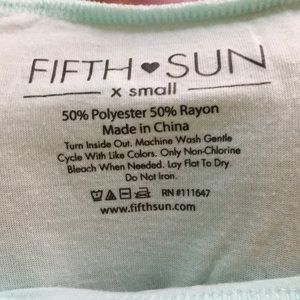 FIFTH♥SUN
x small
50% Polyester 50% Rayon
Made in China
Turn Inside Out. Machine Wash Gentle
Cycle With Like Colors. Only Non-Chlorine
Bleach When Needed. Lay Flat To Dry.
Do Not Iron.
RN #111647
www.fifthsun.com